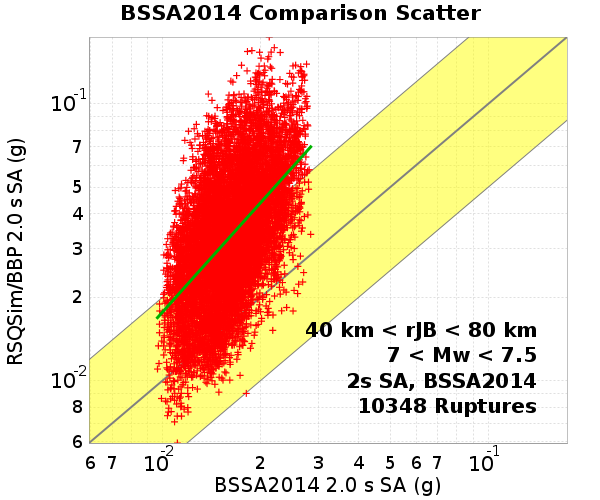 BSSA2014 Comparison Scatter
RSQSim/BBP 2.0 s SA (g)
10-1
7
5
4
3
2
10-2
8
6
40 km < rJB < 80 km
7 < Mw < 7.5
2s SA, BSSA2014
10348 Ruptures
6 7 10-2 2 3 4 5 6 7 10-1
BSSA2014 2.0 s SA (g)